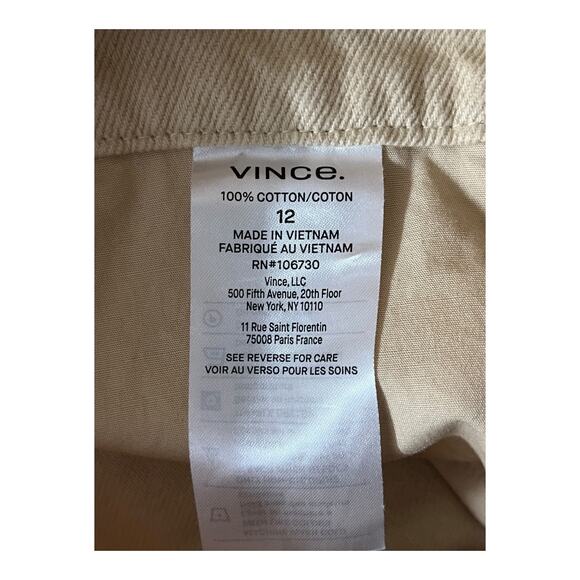 VINCE.
100% COTTON/COTON
12
MADE IN VIETNAM
FABRIQUÉ AU VIETNAM
RN#106730
Vince, LLC
500 Fifth Avenue, 20th Floor
New York, NY 10110
11 Rue Saint Florentin
75008 Paris France
SEE REVERSE FOR CARE
VOIR AU VERSO POUR LES SOINS